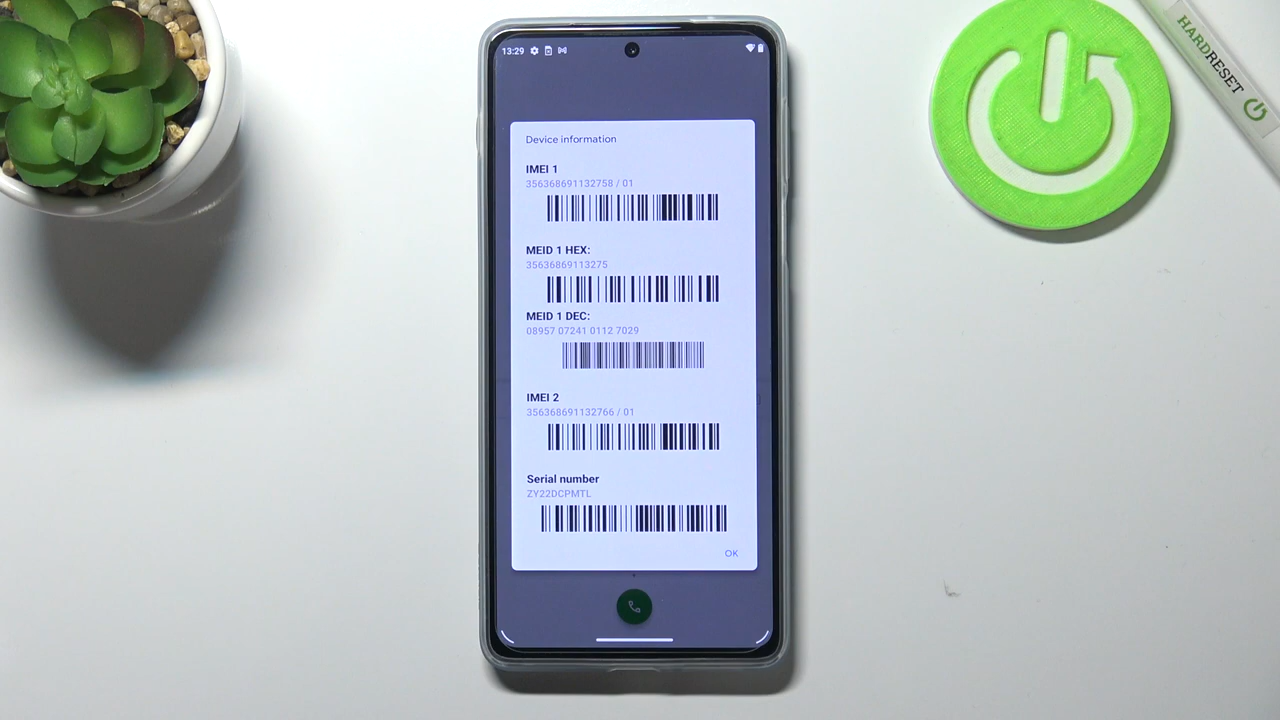 13:29
Device information
IMEI 1
356368691132758 / 01
MEID 1 HEX:
35636869113275
MEID 1 DEC:
08957 07241 0112 7029
IMEI 2
356368691132766 / 01
Serial number
ZY22DCPMTL
OK
HARDRESET